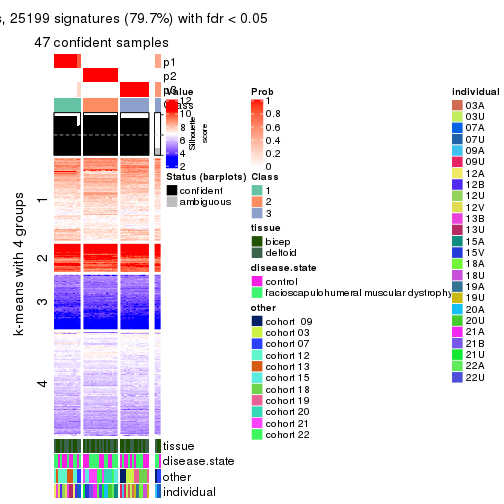 s, 25199 signatures (79.7%) with fdr < 0.05
47 confident samples
p1
p2
p3
Class
k-means with 4 groups
1
2
3
4
tissue
disease.state
other
individual
Value
12
10
8
6
4
2
Silhouette
score
Status (barplots)
confident
ambiguous
Prob
1
0.8
0.6
0.4
0.2
0
Class
1
2
3
tissue
bicep
deltoid
disease.state
control
facioscapulohumeral muscular dystrophy
other
cohort 09
cohort 03
cohort 07
cohort 12
cohort 13
cohort 15
cohort 18
cohort 19
cohort 20
cohort 21
cohort 22
individual
03A
03U
07A
07U
09A
09U
12A
12B
12U
12V
13B
13U
15A
15V
18A
18U
19A
19U
20A
20U
21A
21B
21U
22A
22U